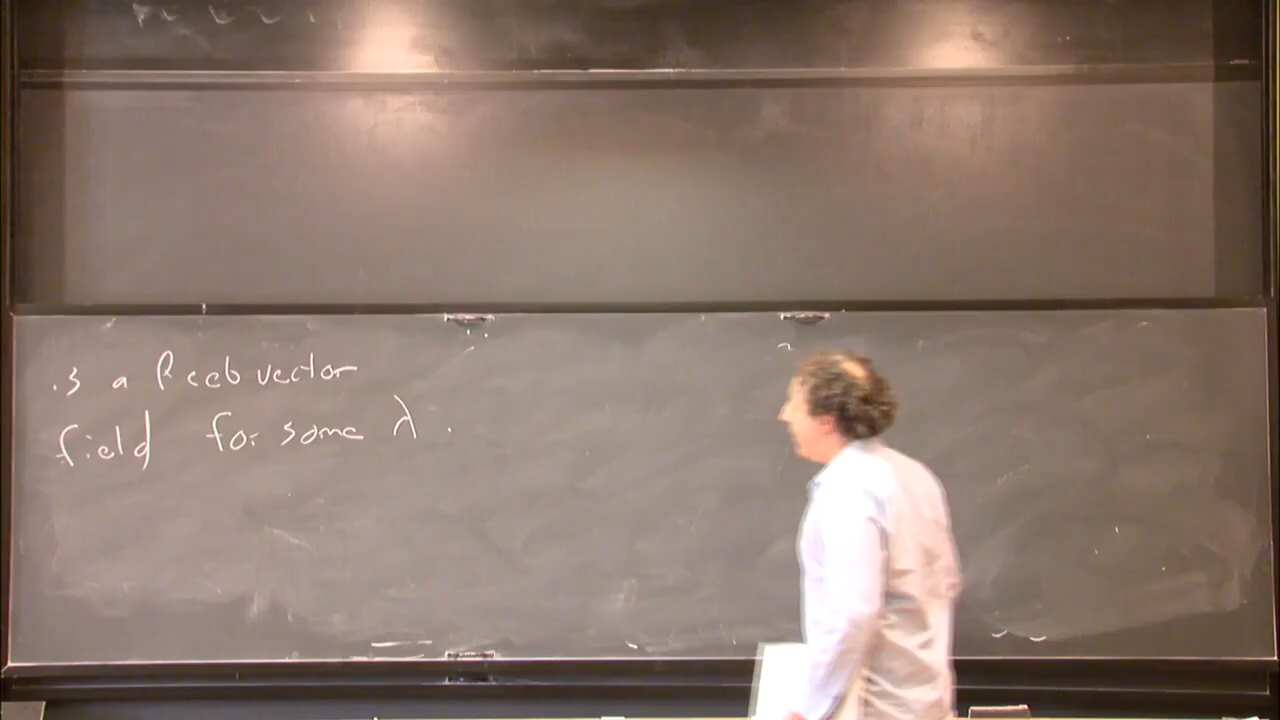 is a Reeb vector
field for some λ.